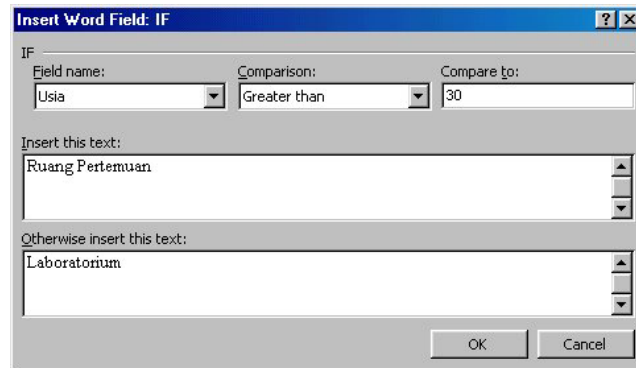 Insert Word Field: IF
IF
Field name: Comparison: Compare to:
Usia Greater than 30
Insert this text:
Ruang Pertemuan
Otherwise insert this text:
Laboratorium
OK Cancel